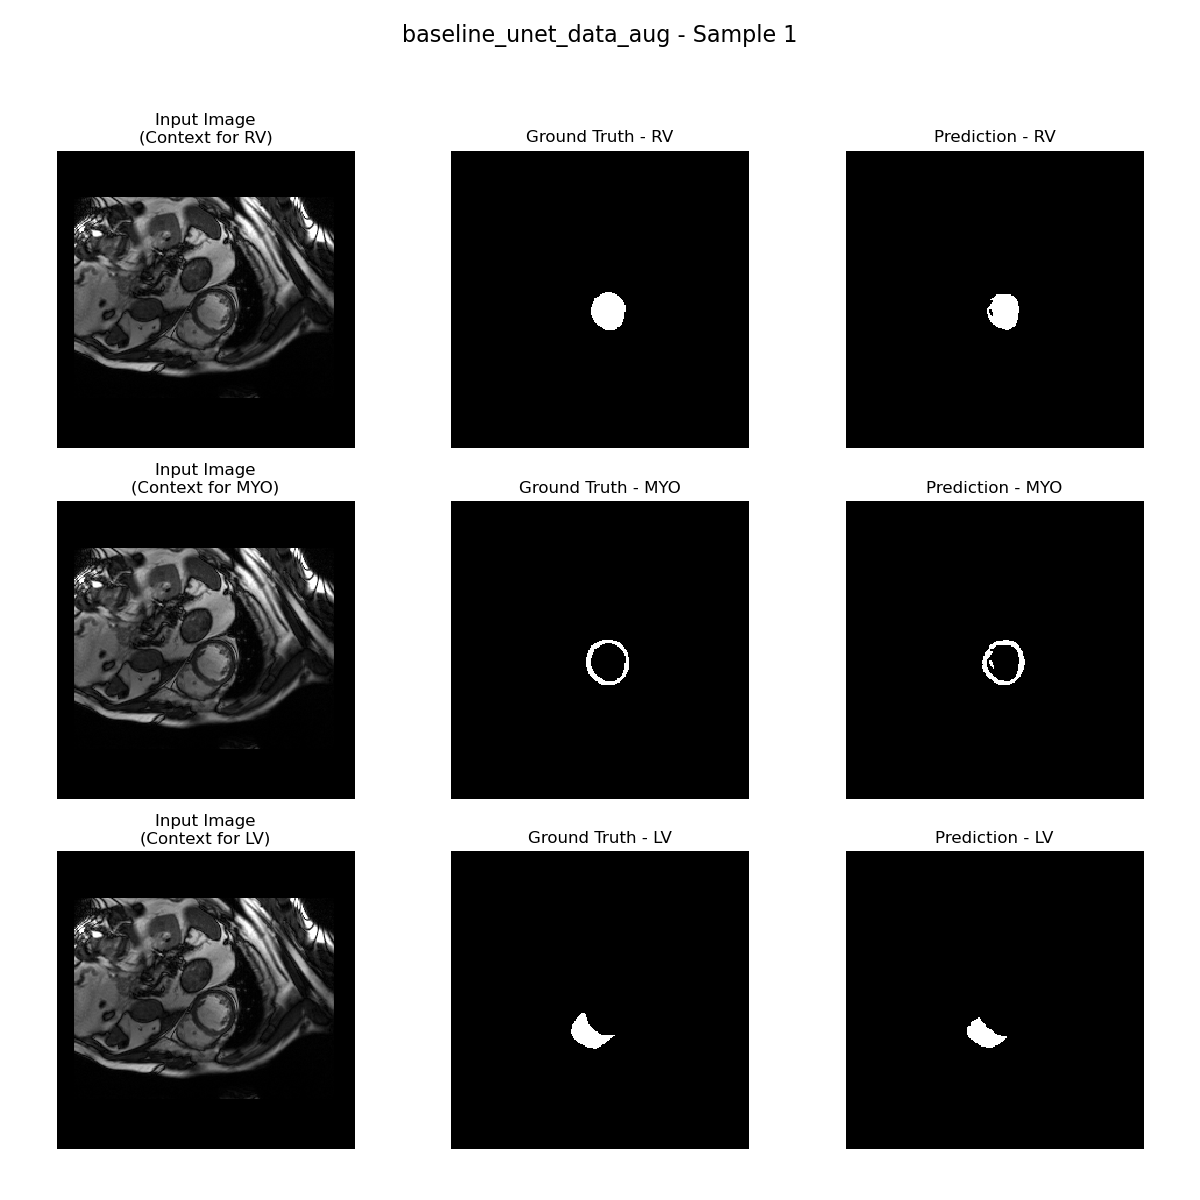 baseline_unet_data_aug - Sample 1
Input Image
(Context for RV)
Ground Truth - RV
Prediction - RV
Input Image
(Context for MYO)
Ground Truth - MYO
Prediction - MYO
Input Image
(Context for LV)
Ground Truth - LV
Prediction - LV